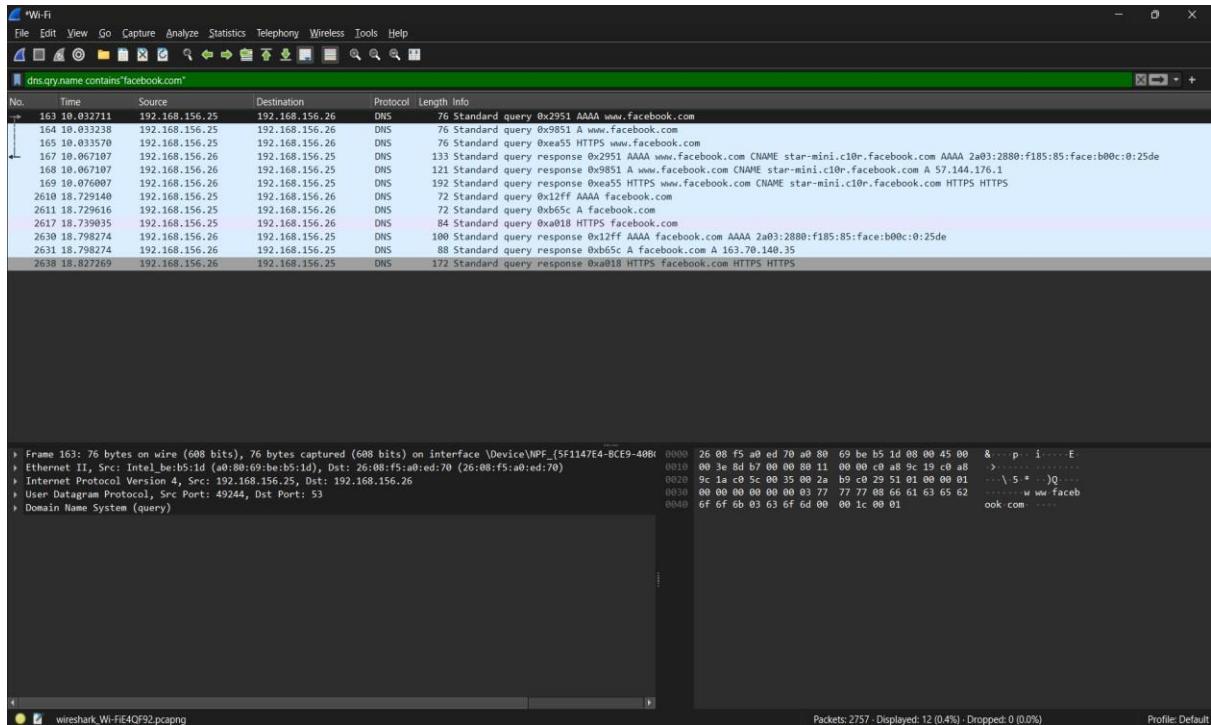 *Wi-Fi
File Edit View Go Capture Analyze Statistics Telephony Wireless Tools Help
dns.qry.name contains"facebook.com"
No. Time Source Destination Protocol Length Info
163 10.032711 192.168.156.25 192.168.156.26 DNS 76 Standard query 0x2951 AAAA www.facebook.com
164 10.033238 192.168.156.25 192.168.156.26 DNS 76 Standard query 0x9851 A www.facebook.com
165 10.033570 192.168.156.25 192.168.156.26 DNS 76 Standard query 0xea55 HTTPS www.facebook.com
167 10.067107 192.168.156.26 192.168.156.25 DNS 133 Standard query response 0x2951 AAAA www.facebook.com CNAME star-mini.c10r.facebook.com AAAA 2a03:2880:f185:85:face:b00c:0:25de
168 10.067107 192.168.156.26 192.168.156.25 DNS 121 Standard query response 0x9851 A www.facebook.com CNAME star-mini.c10r.facebook.com A 57.144.176.1
169 10.076007 192.168.156.26 192.168.156.25 DNS 192 Standard query response 0xea55 HTTPS www.facebook.com CNAME star-mini.c10r.facebook.com HTTPS HTTPS
2610 18.729140 192.168.156.25 192.168.156.26 DNS 72 Standard query 0x12ff AAAA facebook.com
2611 18.729616 192.168.156.25 192.168.156.26 DNS 72 Standard query 0xb65c A facebook.com
2617 18.739035 192.168.156.25 192.168.156.26 DNS 84 Standard query 0xa018 HTTPS facebook.com
2630 18.798274 192.168.156.26 192.168.156.25 DNS 100 Standard query response 0x12ff AAAA facebook.com AAAA 2a03:2880:f185:85:face:b00c:0:25de
2631 18.798274 192.168.156.26 192.168.156.25 DNS 88 Standard query response 0xb65c A facebook.com A 163.70.140.35
2638 18.827269 192.168.156.26 192.168.156.25 DNS 172 Standard query response 0xa018 HTTPS facebook.com HTTPS HTTPS
Frame 163: 76 bytes on wire (608 bits), 76 bytes captured (608 bits) on interface \Device\NPF_{5F1147E4-BCE9-40B
Ethernet II, Src: Intel_be:b5:1d (a0:80:69:be:b5:1d), Dst: 26:08:f5:a0:ed:70 (26:08:f5:a0:ed:70)
Internet Protocol Version 4, Src: 192.168.156.25, Dst: 192.168.156.26
User Datagram Protocol, Src Port: 49244, Dst Port: 53
Domain Name System (query)
0000 26 08 f5 a0 ed 70 a0 80 69 be b5 1d 08 00 45 00 &····p·· i·····E·
0010 00 3e 8d b7 00 00 80 11 00 00 c0 a8 9c 19 c0 a8 ·>······ ········
0020 9c 1a c0 5c 00 35 00 2a b9 c0 29 51 01 00 00 01 ···\·5·* ··)Q····
0030 00 00 00 00 00 00 03 77 77 77 08 66 61 63 65 62 ·······w ww·faceb
0040 6f 6f 6b 03 63 6f 6d 00 00 1c 00 01 ook·com· ····
wireshark_Wi-FiE4QF92.pcapng Packets: 2757 · Displayed: 12 (0.4%) · Dropped: 0 (0.0%) Profile: Default